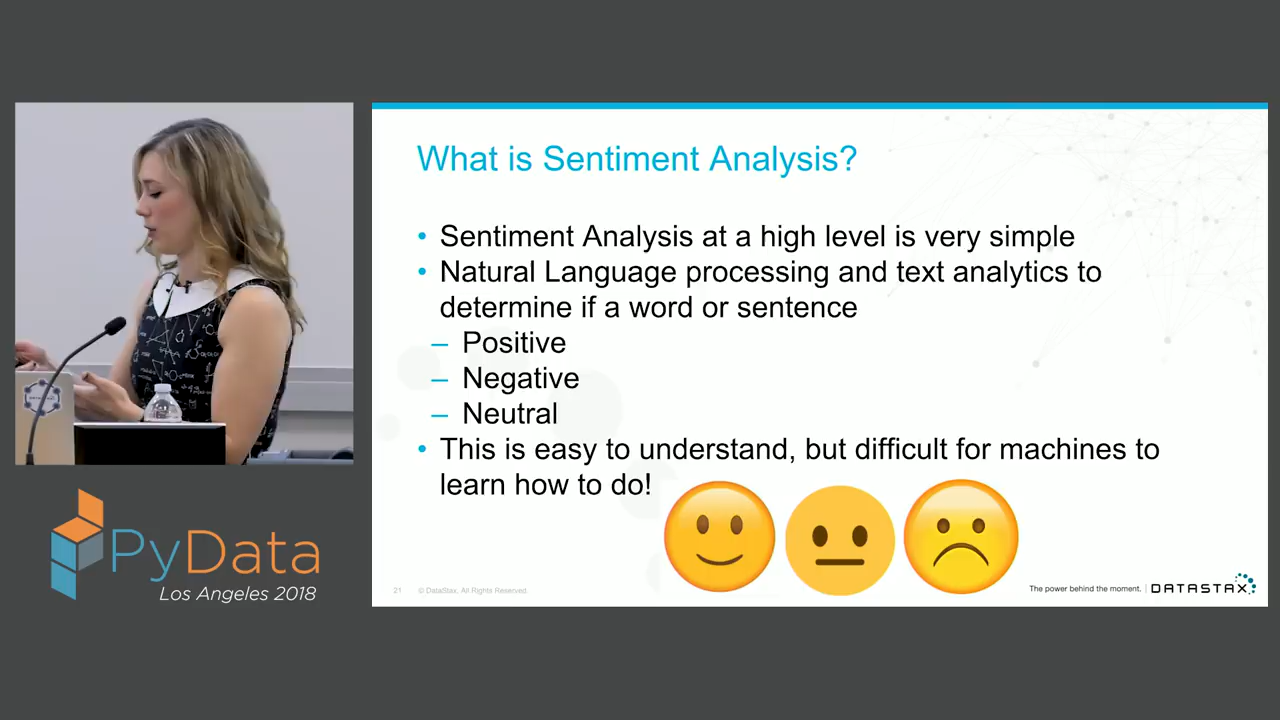 What is Sentiment Analysis?
• Sentiment Analysis at a high level is very simple
• Natural Language processing and text analytics to
determine if a word or sentence
– Positive
– Negative
– Neutral
• This is easy to understand, but difficult for machines to
learn how to do!
21 © DataStax, All Rights Reserved.
The power behind the moment. | DATASTAX
PyData
Los Angeles 2018